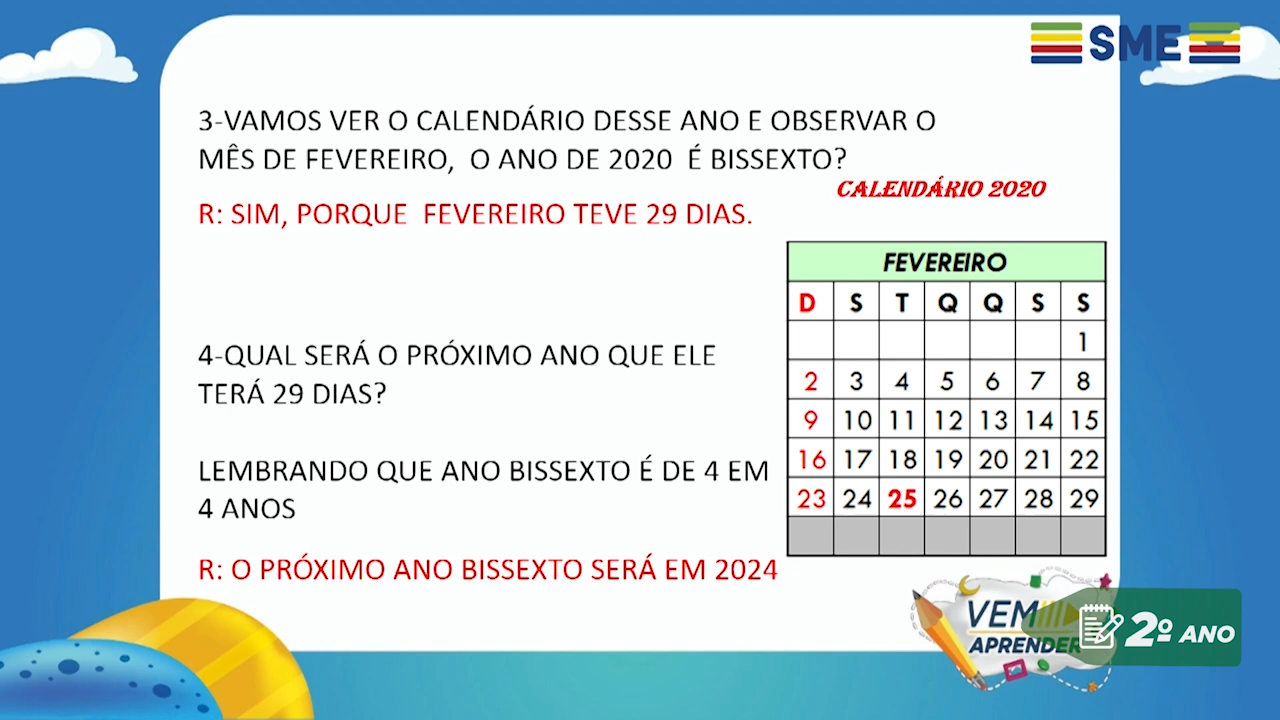 SME
3-VAMOS VER O CALENDÁRIO DESSE ANO E OBSERVAR O
MÊS DE FEVEREIRO, O ANO DE 2020 É BISSEXTO?
CALENDÁRIO 2020
R: SIM, PORQUE FEVEREIRO TEVE 29 DIAS.
FEVEREIRO
D S T Q Q S S
1
2 3 4 5 6 7 8
9 10 11 12 13 14 15
16 17 18 19 20 21 22
23 24 25 26 27 28 29
4-QUAL SERÁ O PRÓXIMO ANO QUE ELE
TERÁ 29 DIAS?
LEMBRANDO QUE ANO BISSEXTO É DE 4 EM
4 ANOS
R: O PRÓXIMO ANO BISSEXTO SERÁ EM 2024
VEM
APRENDER
2º ANO